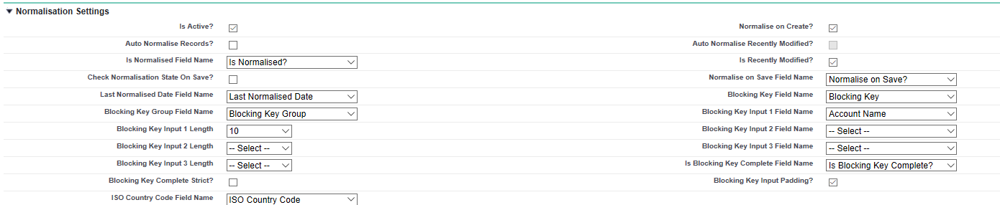 Normalisation Settings
Is Active? Normalise on Create?
Auto Normalise Records? Auto Normalise Recently Modified?
Is Normalised Field Name Is Normalised? Is Recently Modified?
Check Normalisation State On Save? Normalise on Save Field Name Normalise on Save?
Last Normalised Date Field Name Last Normalised Date Blocking Key Field Name Blocking Key
Blocking Key Group Field Name Blocking Key Group Blocking Key Input 1 Field Name Account Name
Blocking Key Input 1 Length 10 Blocking Key Input 2 Field Name -- Select --
Blocking Key Input 2 Length -- Select -- Blocking Key Input 3 Field Name -- Select --
Blocking Key Input 3 Length -- Select -- Is Blocking Key Complete Field Name Is Blocking Key Complete?
Blocking Key Complete Strict? Blocking Key Input Padding?
ISO Country Code Field Name ISO Country Code